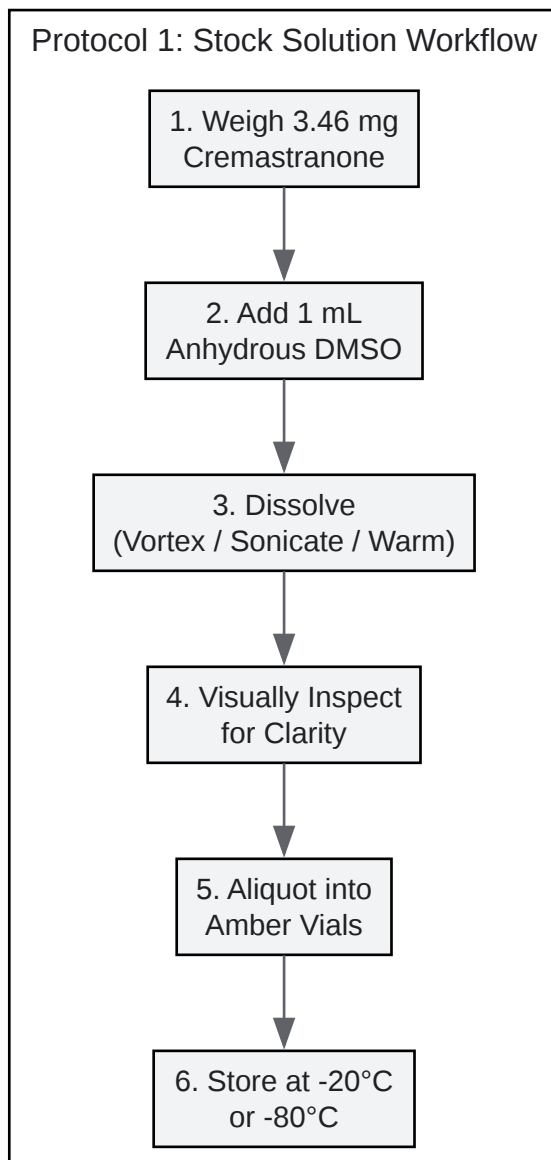 Protocol 1: Stock Solution Workflow
1. Weigh 3.46 mg
Cremastranone
2. Add 1 mL
Anhydrous DMSO
3. Dissolve
(Vortex / Sonicate / Warm)
4. Visually Inspect
for Clarity
5. Aliquot into
Amber Vials
6. Store at -20°C
or -80°C